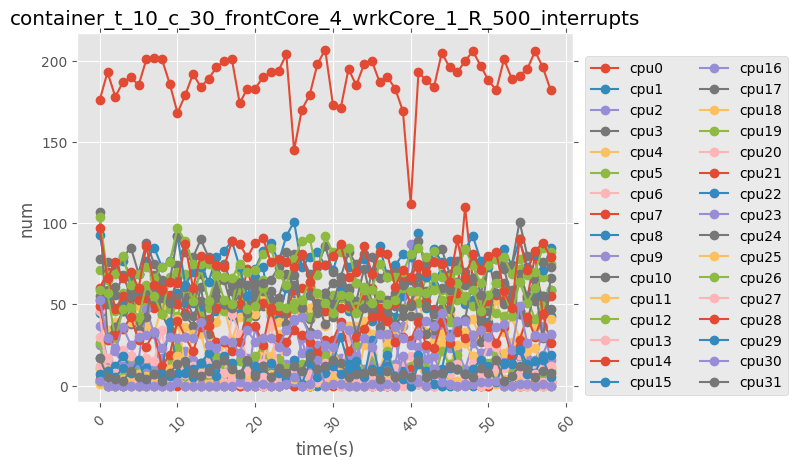 container_t_10_c_30_frontCore_4_wrkCore_1_R_500_interrupts
num
200
150
100
50
0
0
10
20
30
40
50
60
time(s)
cpu0
cpu1
cpu2
cpu3
cpu4
cpu5
cpu6
cpu7
cpu8
cpu9
cpu10
cpu11
cpu12
cpu13
cpu14
cpu15
cpu16
cpu17
cpu18
cpu19
cpu20
cpu21
cpu22
cpu23
cpu24
cpu25
cpu26
cpu27
cpu28
cpu29
cpu30
cpu31